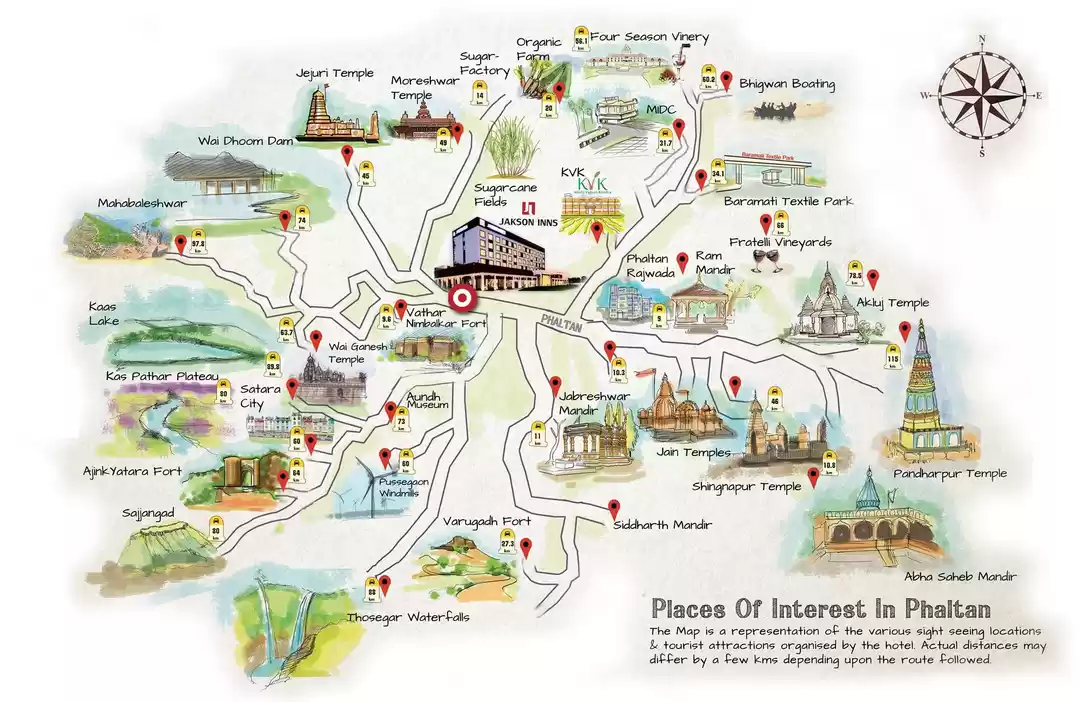 Four Season Vinery
56.1
km
Organic
Farm
20
km
Sugar-
Factory
14
km
Jejuri Temple
45
km
Moreshwar
Temple
49
km
60.2
km
Bhigwan Boating
N
W
E
S
MIDC
31.7
km
Wai Dhoom Dam
74
km
Sugarcane
Fields
KVK
KVK
JAKSON INNS
34.1
km
Baramati Textile Park
Baramati Textile Park
Mahabaleshwar
97.8
km
68
km
Fratelli Vineyards
Phaltan
Rajwada
Ram
Mandir
9
km
78.5
km
Akluj Temple
Kaas
Lake
63.7
km
9.6
km
Vathar
Nimbalkar Fort
PHALTAN
Wai Ganesh
Temple
89.8
km
10.3
km
115
km
Kas Pathar Plateau
80
km
Satara
City
60
km
Aundh
Museum
73
km
Jabreshwar
Mandir
11
km
46
km
Jain Temples
AjinkYatara Fort
64
km
60
km
Pussegaon
Windmills
Shingnapur Temple
10.8
km
Pandharpur Temple
Sajjangad
80
km
Varugadh Fort
27.3
km
Siddharth Mandir
Abha Saheb Mandir
88
km
Thosegar Waterfalls
Places Of Interest In Phaltan
The Map is a representation of the various sight seeing locations
& tourist attractions organised by the hotel. Actual distances may
differ by a few kms depending upon the route followed.